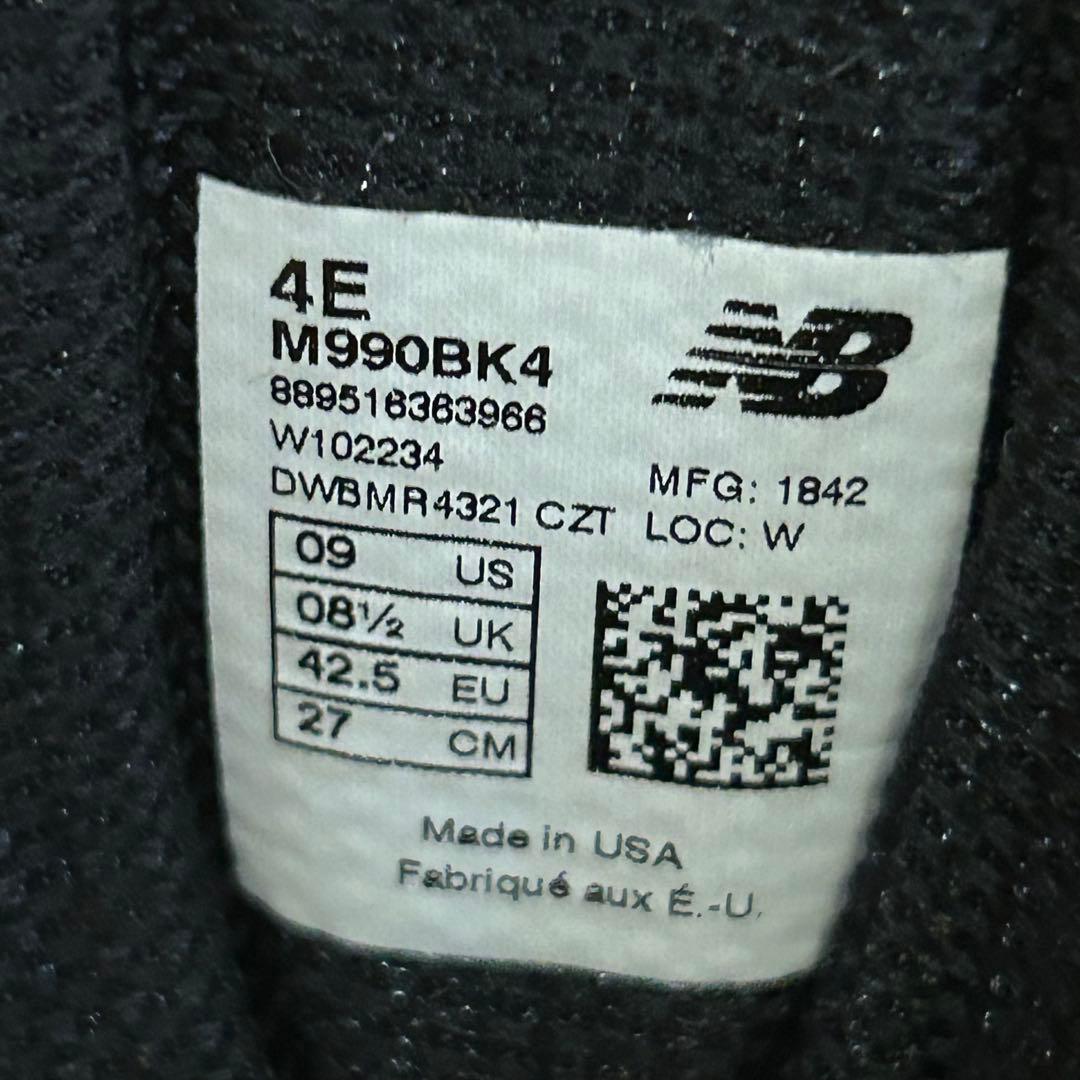 4E
M990BK4
889516363966
W102234
DWBMR4321 CZT
NB
MFG: 1842
LOC: W
09 US
08½ UK
42.5 EU
27 CM
Made in USA
Fabriqué aux É.-U.